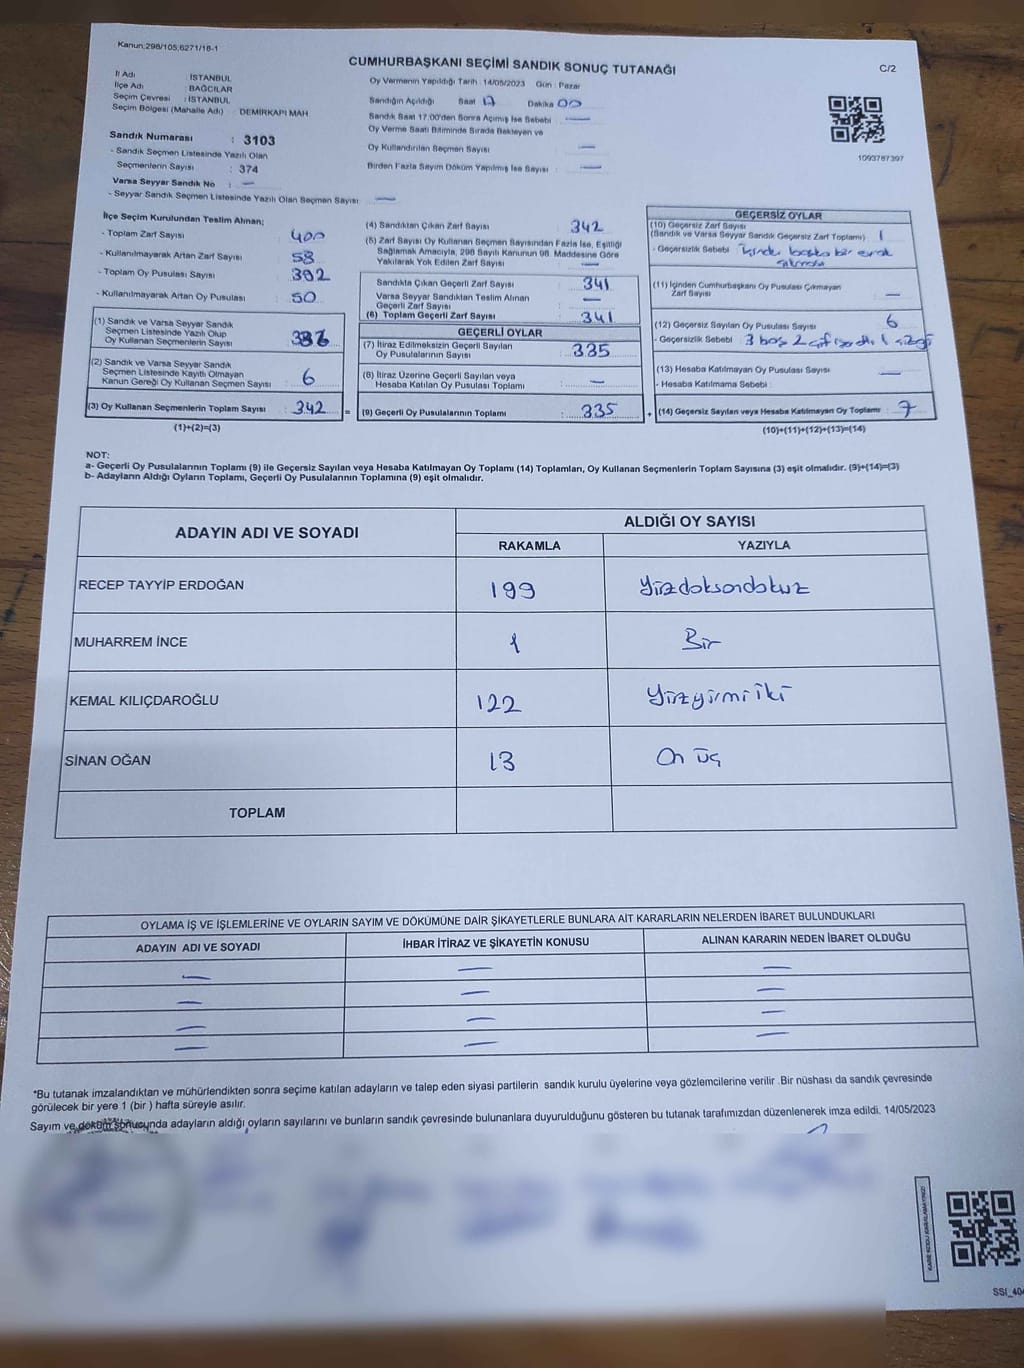 Kanun:298/105;6271/18-1
CUMHURBAŞKANI SEÇİMİ SANDIK SONUÇ TUTANAĞI
C/2
İl Adı : İSTANBUL
İlçe Adı : BAĞCILAR
Seçim Çevresi : İSTANBUL
Seçim Bölgesi (Mahalle Adı) : DEMİRKAPI MAH.
Sandık Numarası : 3103
- Sandık Seçmen Listesinde Yazılı Olan
Seçmenlerin Sayısı : 374
Varsa Seyyar Sandık No : —
- Seyyar Sandık Seçmen Listesinde Yazılı Olan Seçmen Sayısı: —
Oy Vermenin Yapıldığı Tarih : 14/05/2023 Gün : Pazar
Sandığın Açıldığı Saat 17 Dakika 00
Sandık Saat 17.00'den Sonra Açılmış İse Sebebi : —
Oy Verme Saati Bitiminde Sırada Bekleyen ve
Oy Kullandırılan Seçmen Sayısı : —
Birden Fazla Sayım Döküm Yapılmış İse Sayısı : —
1093787397
İlçe Seçim Kurulundan Teslim Alınan;
- Toplam Zarf Sayısı : 400
- Kullanılmayarak Artan Zarf Sayısı : 58
- Toplam Oy Pusulası Sayısı : 392
- Kullanılmayarak Artan Oy Pusulası : 50
(1) Sandık ve Varsa Seyyar Sandık
Seçmen Listesinde Yazılı Olup
Oy Kullanan Seçmenlerin Sayısı : 336
(2) Sandık ve Varsa Seyyar Sandık
Seçmen Listesinde Kayıtlı Olmayan
Kanun Gereği Oy Kullanan Seçmen Sayısı : 6
(3) Oy Kullanan Seçmenlerin Toplam Sayısı : 342
(1)+(2)=(3)
(4) Sandıktan Çıkan Zarf Sayısı : 342
(5) Zarf Sayısı Oy Kullanan Seçmen Sayısından Fazla İse, Eşitliği
Sağlamak Amacıyla, 298 Sayılı Kanunun 98. Maddesine Göre
Yakılarak Yok Edilen Zarf Sayısı : —
Sandıkta Çıkan Geçerli Zarf Sayısı : 341
Varsa Seyyar Sandıktan Teslim Alınan
Geçerli Zarf Sayısı : —
(6) Toplam Geçerli Zarf Sayısı : 341
GEÇERLİ OYLAR
(7) İtiraz Edilmeksizin Geçerli Sayılan
Oy Pusulalarının Sayısı : 335
(8) İtiraz Üzerine Geçerli Sayılan veya
Hesaba Katılan Oy Pusulası Toplamı : —
= (9) Geçerli Oy Pusulalarının Toplamı : 335
GEÇERSİZ OYLAR
(10) Geçersiz Zarf Sayısı
(Sandık ve Varsa Seyyar Sandık Geçersiz Zarf Toplamı) : 1
- Geçersizlik Sebebi : İçinden başka bir evrak
çıkması
(11) İçinden Cumhurbaşkanı Oy Pusulası Çıkmayan
Zarf Sayısı : —
(12) Geçersiz Sayılan Oy Pusulası Sayısı : 6
- Geçersizlik Sebebi : 3 boş 2 çift 1
(13) Hesaba Katılmayan Oy Pusulası Sayısı : —
- Hesaba Katılmama Sebebi :
+ (14) Geçersiz Sayılan veya Hesaba Katılmayan Oy Toplamı : 7
(10)+(11)+(12)+(13)=(14)
NOT:
a- Geçerli Oy Pusulalarının Toplamı (9) ile Geçersiz Sayılan veya Hesaba Katılmayan Oy Toplamı (14) Toplamları, Oy Kullanan Seçmenlerin Toplam Sayısına (3) eşit olmalıdır. (9)+(14)=(3)
b- Adayların Aldığı Oyların Toplamı, Geçerli Oy Pusulalarının Toplamına (9) eşit olmalıdır.
ADAYIN ADI VE SOYADI
ALDIĞI OY SAYISI
RAKAMLA YAZIYLA
RECEP TAYYİP ERDOĞAN 199 Yüzdoksandokuz
MUHARREM İNCE 1 Bir
KEMAL KILIÇDAROĞLU 122 Yüzyirmi iki
SİNAN OĞAN 13 On üç
TOPLAM
OYLAMA İŞ VE İŞLEMLERİNE VE OYLARIN SAYIM VE DÖKÜMÜNE DAİR ŞİKAYETLERLE BUNLARA AİT KARARLARIN NELERDEN İBARET BULUNDUKLARI
ADAYIN ADI VE SOYADI İHBAR İTİRAZ VE ŞİKAYETİN KONUSU ALINAN KARARIN NEDEN İBARET OLDUĞU
— — —
— — —
— — —
— — —
*Bu tutanak imzalandıktan ve mühürlendikten sonra seçime katılan adayların ve talep eden siyasi partilerin sandık kurulu üyelerine veya gözlemcilerine verilir .Bir nüshası da sandık çevresinde
görülecek bir yere 1 (bir ) hafta süreyle asılır.
Sayım ve döküm sonucunda adayların aldığı oyların sayılarını ve bunların sandık çevresinde bulunanlara duyurulduğunu gösteren bu tutanak tarafımızdan düzenlenerek imza edildi. 14/05/2023